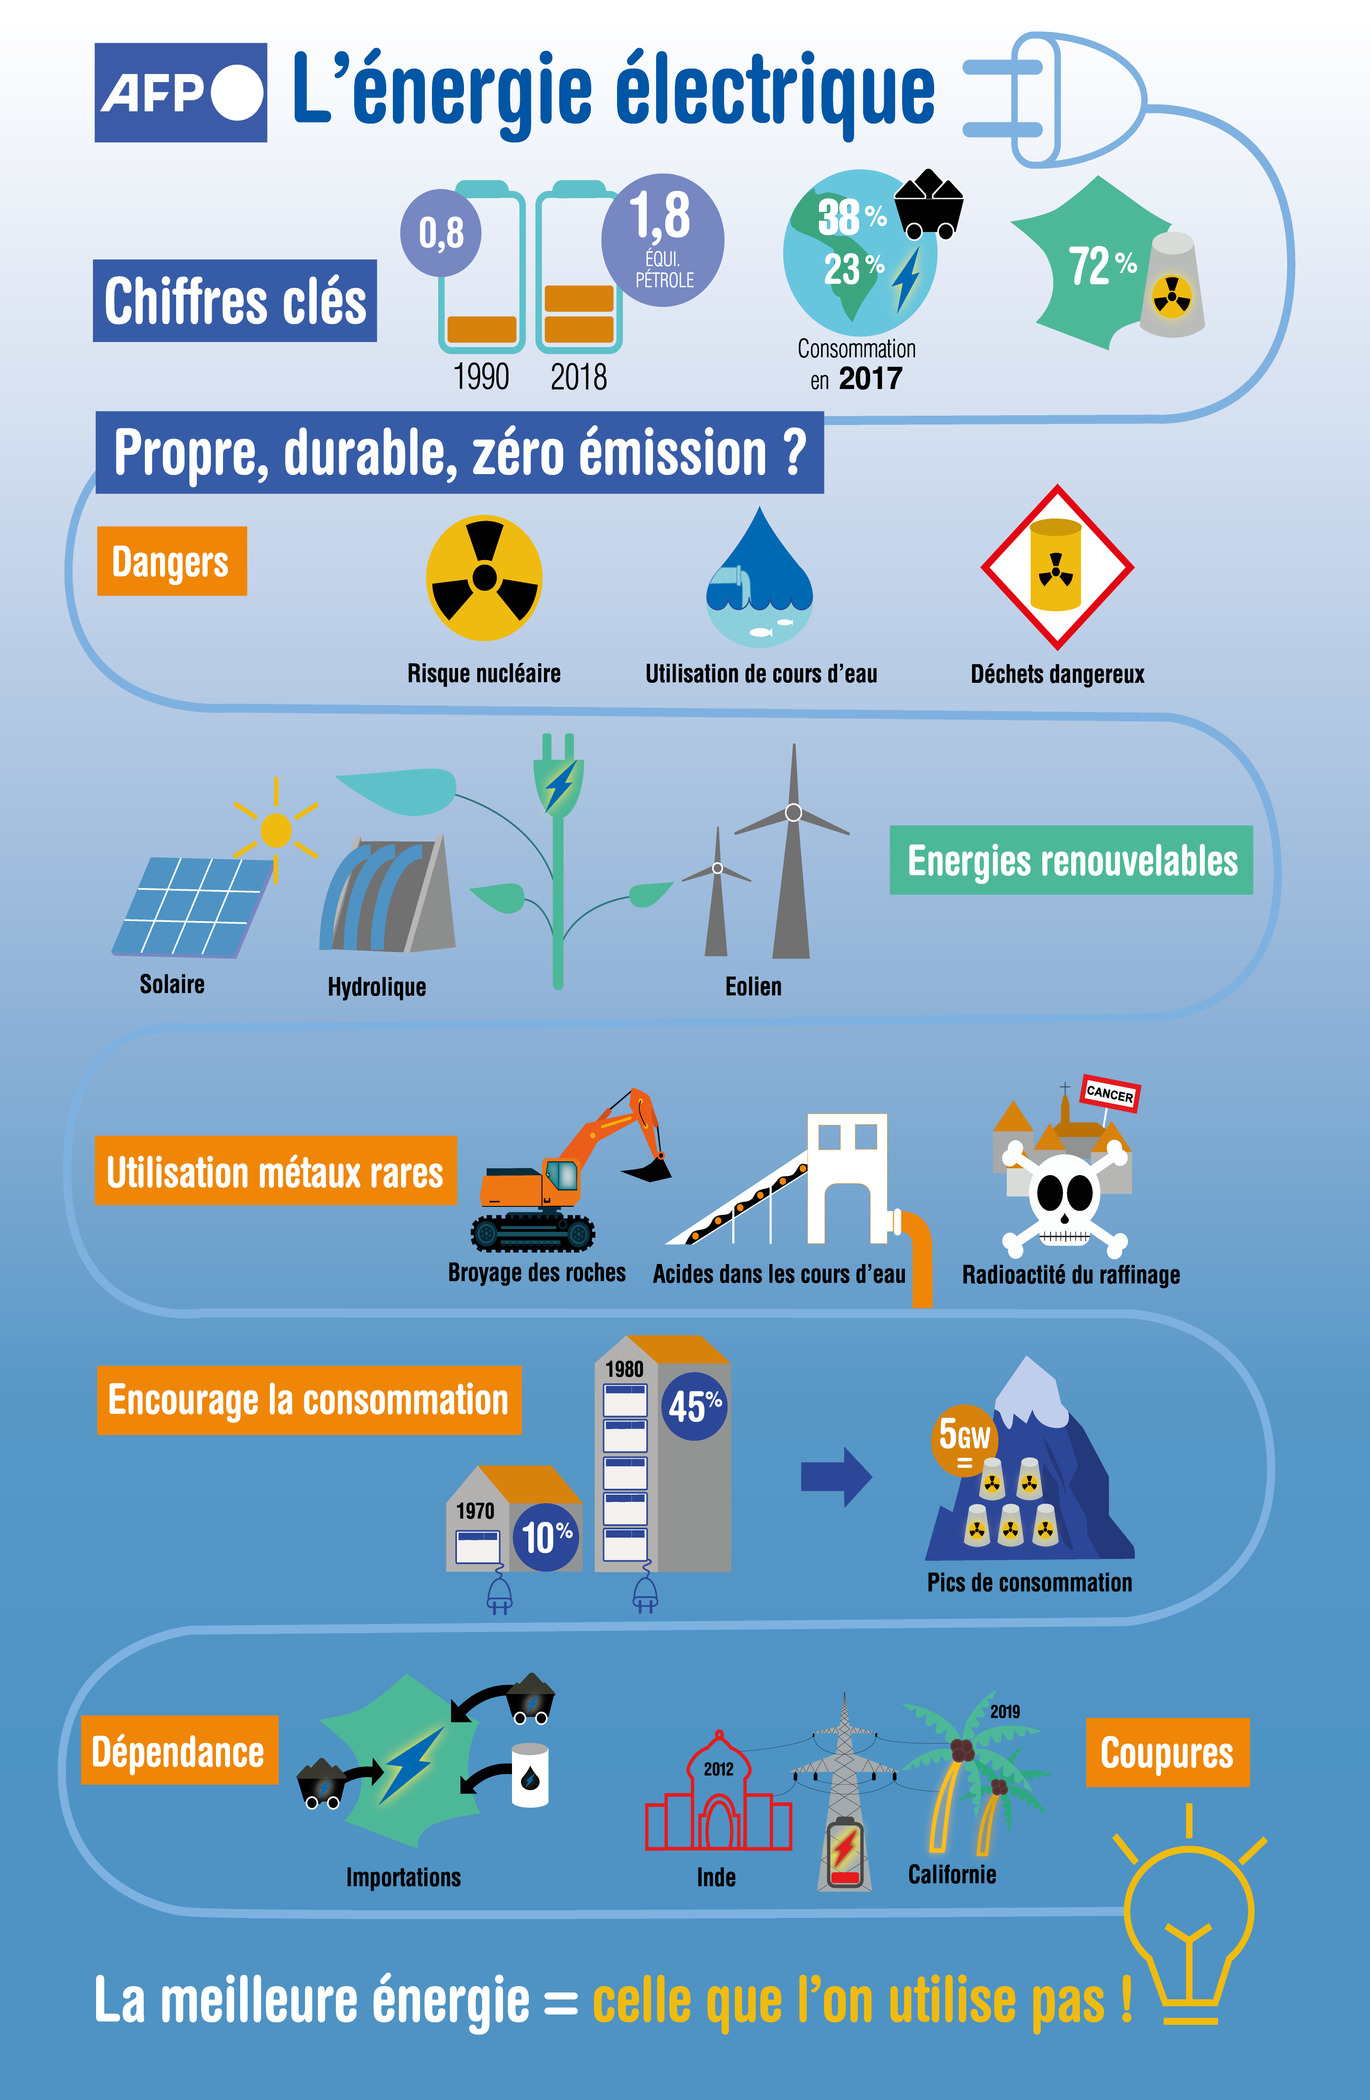 AFP
L'énergie électrique
Chiffres clés
0,8
1,8
ÉQUI.
PÉTROLE
1990
2018
38 %
23 %
Consommation
en 2017
72 %
Propre, durable, zéro émission ?
Dangers
Risque nucléaire
Utilisation de cours d'eau
Déchets dangereux
Energies renouvelables
Solaire
Hydrolique
Eolien
Utilisation métaux rares
CANCER
Broyage des roches
Acides dans les cours d'eau
Radioactité du raffinage
Encourage la consommation
1970
10%
1980
45%
5GW
=
Pics de consommation
Dépendance
Importations
2012
Inde
2019
Californie
Coupures
La meilleure énergie = celle que l'on utilise pas !